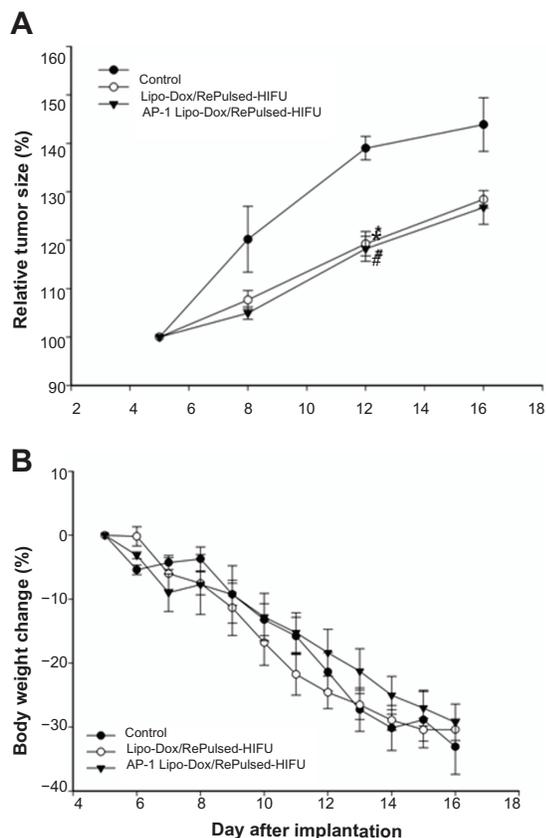 A
160
150
140
130
120
110
100
90
Relative tumor size (%)
Control
Lipo-Dox/RePulsed-HIFU
AP-1 Lipo-Dox/RePulsed-HIFU
*
*
#
#
2 4 6 8 10 12 14 16 18
B
10
0
−10
−20
−30
−40
Body weight change (%)
Control
Lipo-Dox/RePulsed-HIFU
AP-1 Lipo-Dox/RePulsed-HIFU
4 6 8 10 12 14 16 18
Day after implantation